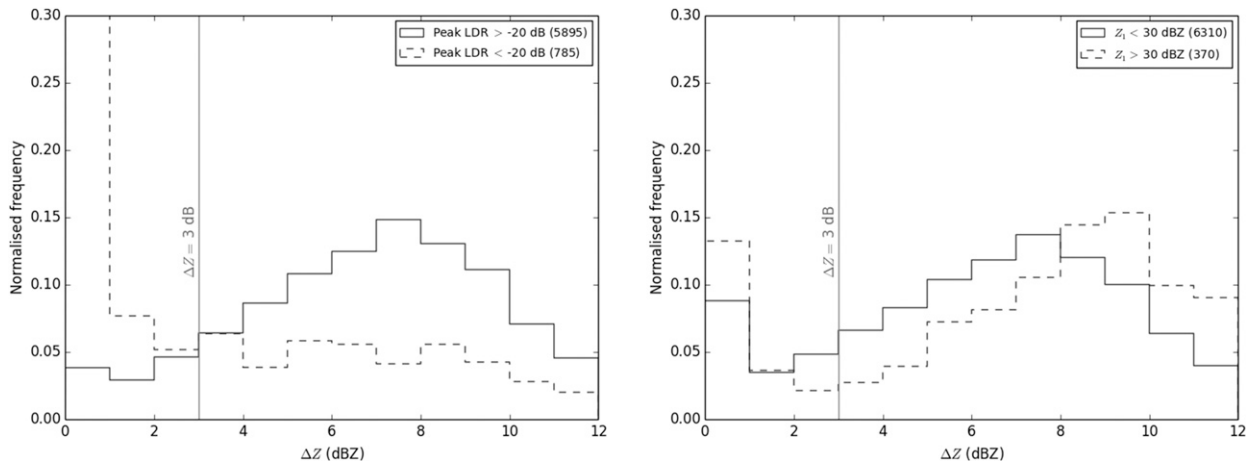 0.30
0.25
0.20
0.15
0.10
0.05
0.00
Normalised frequency
0 2 4 6 8 10 12
ΔZ (dBZ)
ΔZ = 3 dB
Peak LDR > -20 dB (5895)
Peak LDR < -20 dB (785)
0.30
0.25
0.20
0.15
0.10
0.05
0.00
Normalised frequency
0 2 4 6 8 10 12
ΔZ (dBZ)
ΔZ = 3 dB
Z₁ < 30 dBZ (6310)
Z₁ > 30 dBZ (370)